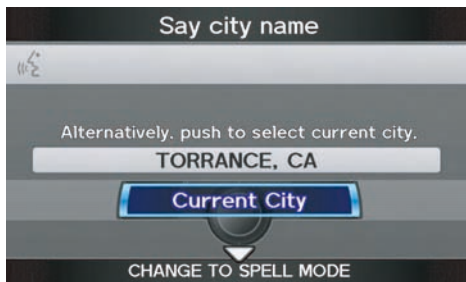 Say city name
Alternatively, push to select current city.
TORRANCE, CA
Current City
CHANGE TO SPELL MODE